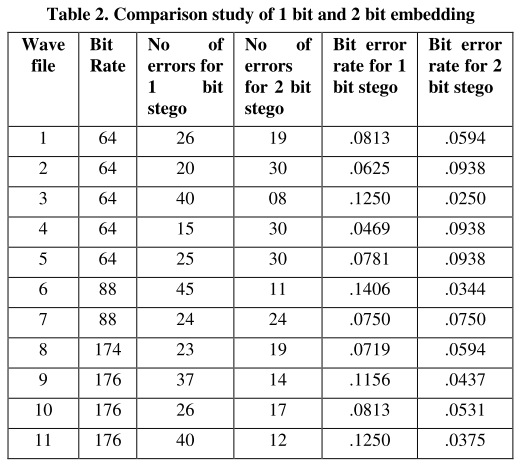 Table 2. Comparison study of 1 bit and 2 bit embedding
Wave file | Bit Rate | No of errors for 1 bit stego | No of errors for 2 bit stego | Bit error rate for 1 bit stego | Bit error rate for 2 bit stego
1 | 64 | 26 | 19 | .0813 | .0594
2 | 64 | 20 | 30 | .0625 | .0938
3 | 64 | 40 | 08 | .1250 | .0250
4 | 64 | 15 | 30 | .0469 | .0938
5 | 64 | 25 | 30 | .0781 | .0938
6 | 88 | 45 | 11 | .1406 | .0344
7 | 88 | 24 | 24 | .0750 | .0750
8 | 174 | 23 | 19 | .0719 | .0594
9 | 176 | 37 | 14 | .1156 | .0437
10 | 176 | 26 | 17 | .0813 | .0531
11 | 176 | 40 | 12 | .1250 | .0375